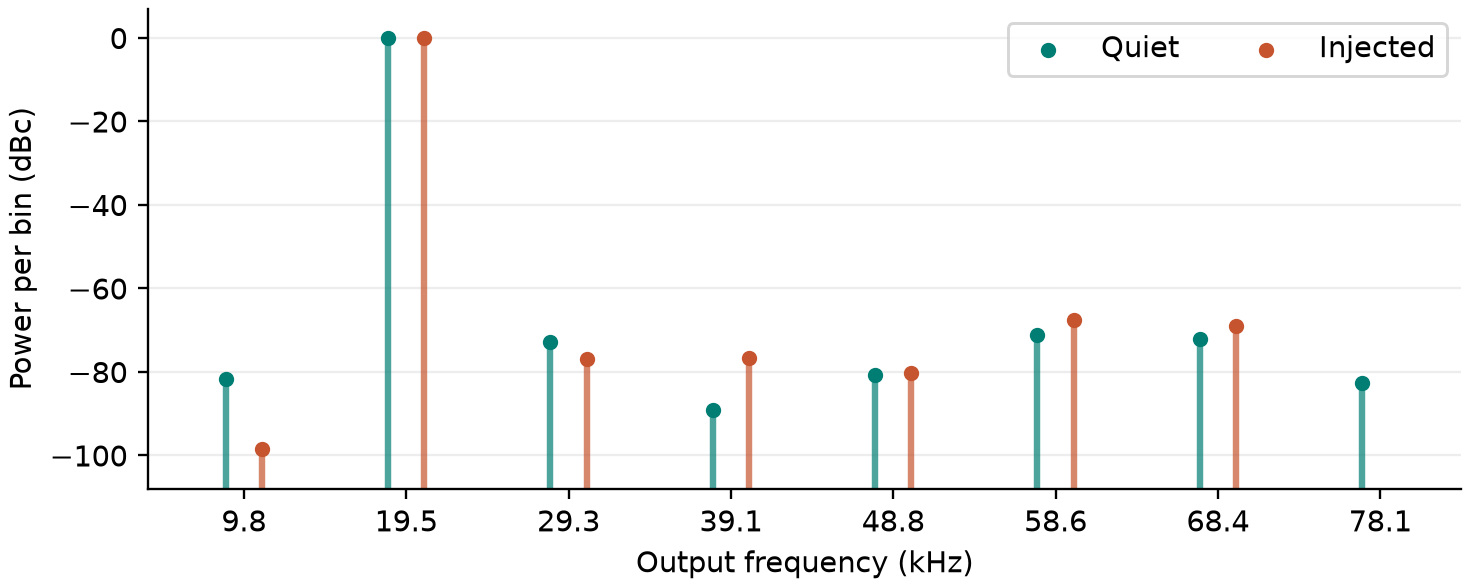 Quiet
Injected
Power per bin (dBc)
0
−20
−40
−60
−80
−100
9.8 19.5 29.3 39.1 48.8 58.6 68.4 78.1
Output frequency (kHz)